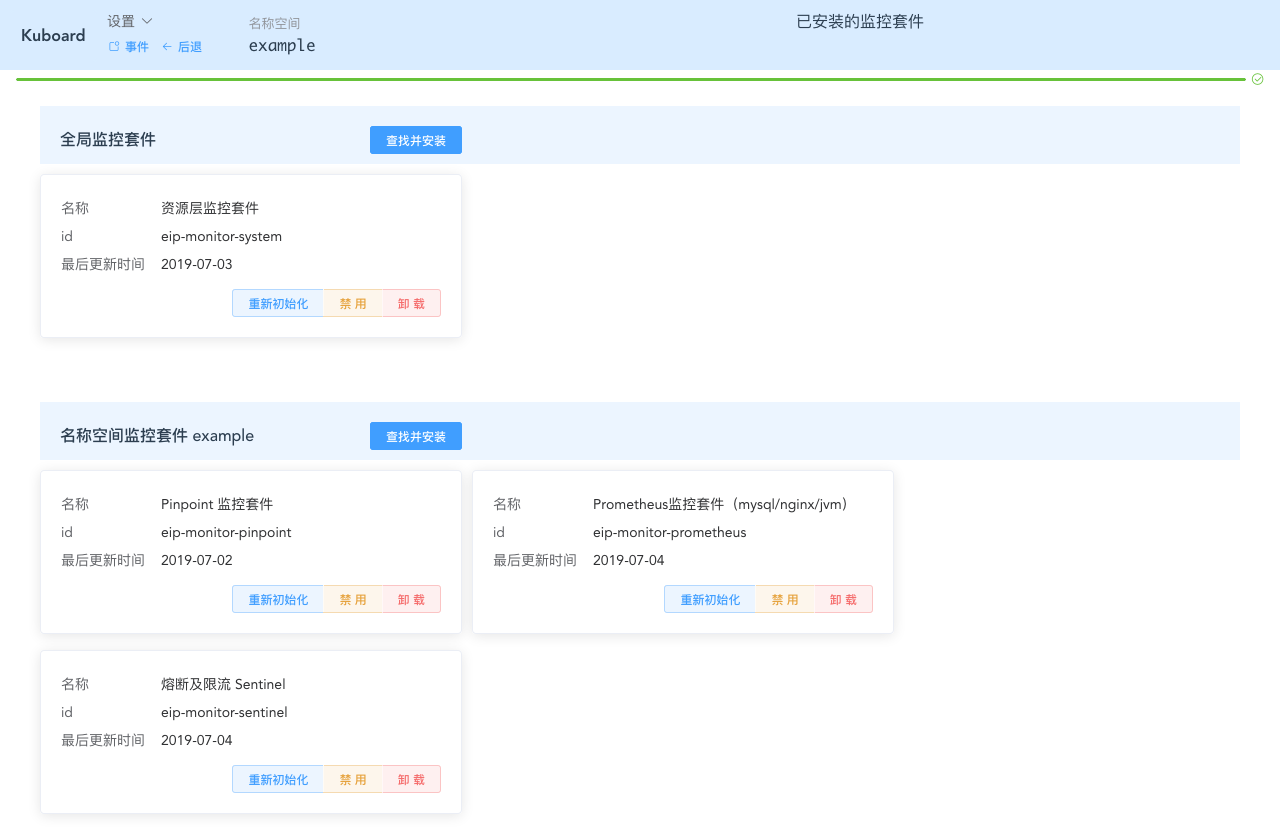 Kuboard
设置
事件 后退
名称空间
example
已安装的监控套件
全局监控套件 查找并安装
名称 资源层监控套件
id eip-monitor-system
最后更新时间 2019-07-03
重新初始化 禁 用 卸 载
名称空间监控套件 example 查找并安装
名称 Pinpoint 监控套件
id eip-monitor-pinpoint
最后更新时间 2019-07-02
重新初始化 禁 用 卸 载
名称 Prometheus监控套件（mysql/nginx/jvm）
id eip-monitor-prometheus
最后更新时间 2019-07-04
重新初始化 禁 用 卸 载
名称 熔断及限流 Sentinel
id eip-monitor-sentinel
最后更新时间 2019-07-04
重新初始化 禁 用 卸 载